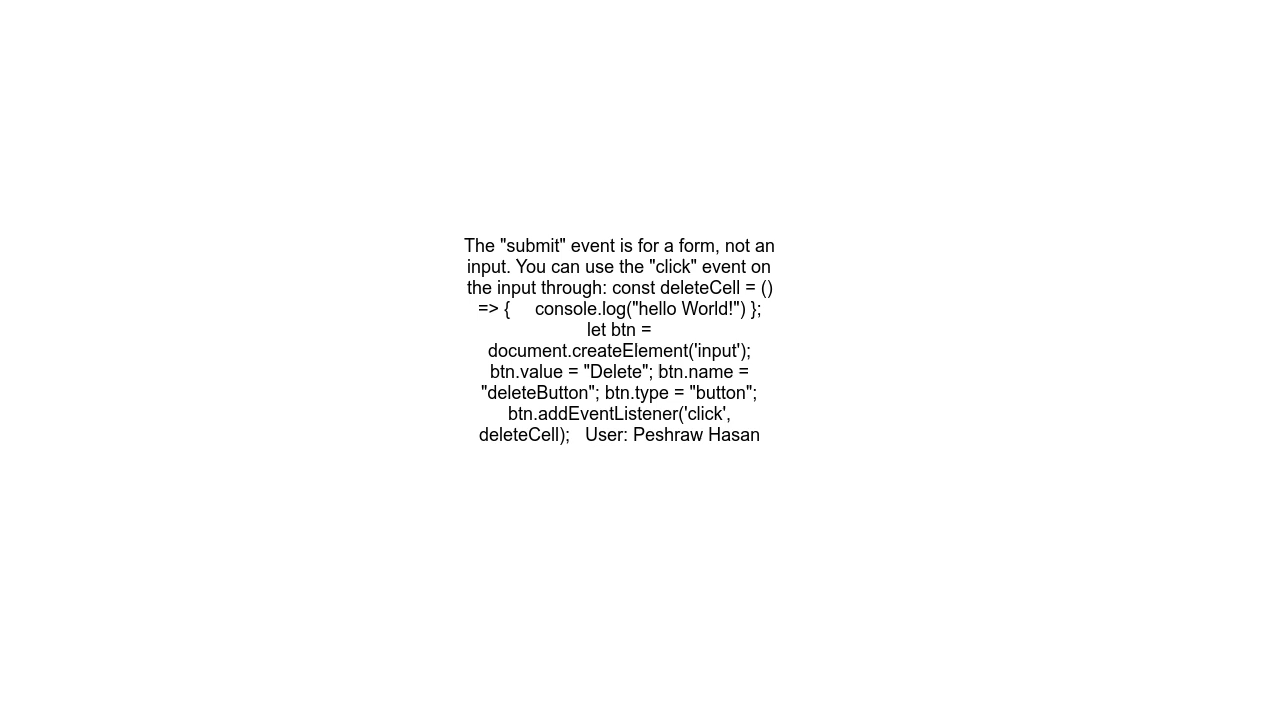 The "submit" event is for a form, not an
input. You can use the "click" event on
the input through: const deleteCell = ()
=> {     console.log("hello World!") };
let btn =
document.createElement('input');
btn.value = "Delete"; btn.name =
"deleteButton"; btn.type = "button";
btn.addEventListener('click',
deleteCell);   User: Peshraw Hasan